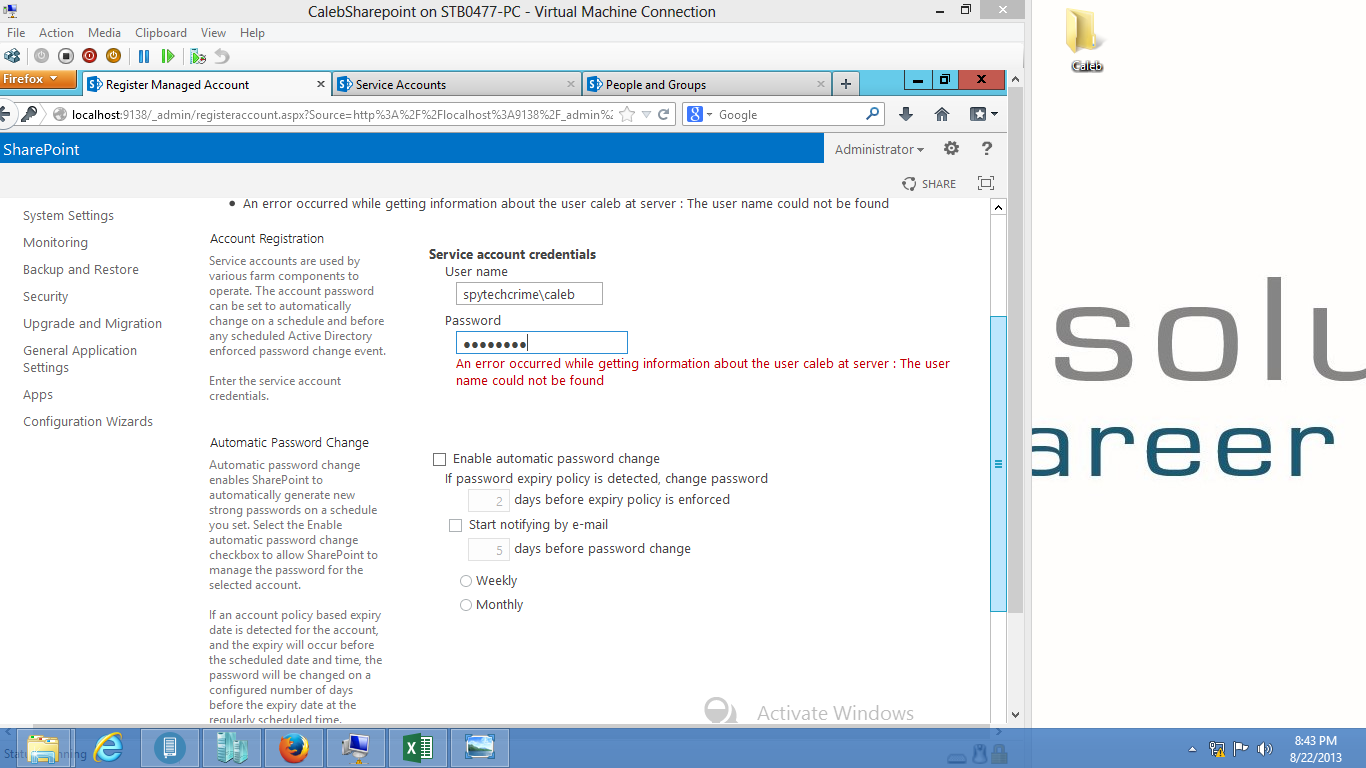 CalebSharepoint on STB0477-PC - Virtual Machine Connection
File Action Media Clipboard View Help
Firefox
Register Managed Account
Service Accounts
People and Groups
localhost:9138/_admin/registeraccount.aspx?Source=http%3A%2F%2Flocalhost%3A9138%2F_admin%2
Google
SharePoint
Administrator
SHARE
System Settings
Monitoring
Backup and Restore
Security
Upgrade and Migration
General Application
Settings
Apps
Configuration Wizards
An error occurred while getting information about the user caleb at server : The user name could not be found
Account Registration
Service accounts are used by
various farm components to
operate. The account password
can be set to automatically
change on a schedule and before
any scheduled Active Directory
enforced password change event.
Enter the service account
credentials.
Service account credentials
User name
spytechcrime\caleb
Password
An error occurred while getting information about the user caleb at server : The user
name could not be found
Automatic Password Change
Automatic password change
enables SharePoint to
automatically generate new
strong passwords on a schedule
you set. Select the Enable
automatic password change
checkbox to allow SharePoint to
manage the password for the
selected account.
If an account policy based expiry
date is detected for the account,
and the expiry will occur before
the scheduled date and time, the
password will be changed on a
configured number of days
before the expiry date at the
regularly scheduled time.
Enable automatic password change
If password expiry policy is detected, change password
2 days before expiry policy is enforced
Start notifying by e-mail
5 days before password change
Weekly
Monthly
Activate Windows
Caleb
solu
areer
8:43 PM
8/22/2013